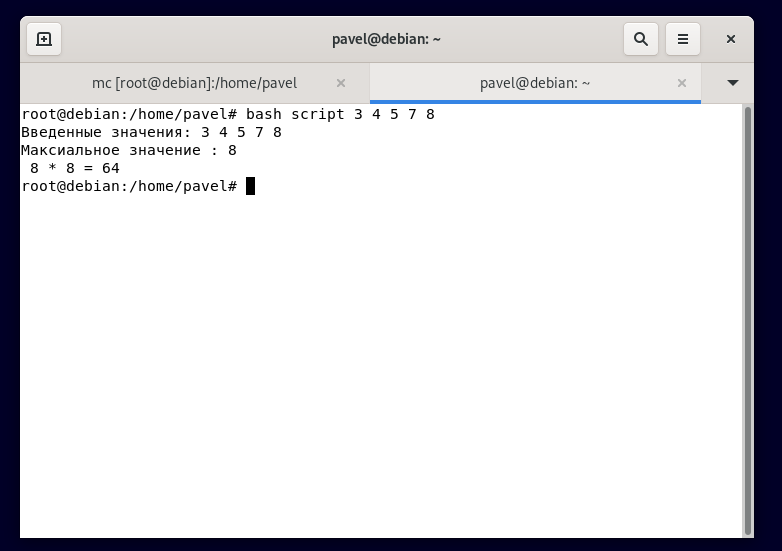 pavel@debian: ~
mc [root@debian]:/home/pavel
pavel@debian: ~
root@debian:/home/pavel# bash script 3 4 5 7 8
Введенные значения: 3 4 5 7 8
Максиальное значение : 8
8 * 8 = 64
root@debian:/home/pavel#